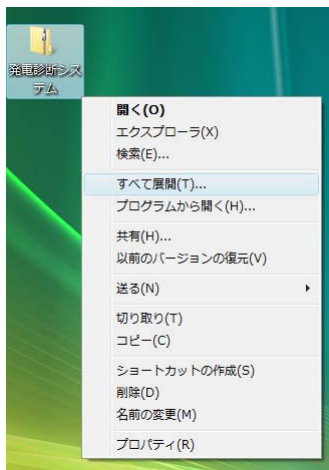 発電診断シス
テム
開く(O)
エクスプローラ(X)
検索(E)...
すべて展開(T)...
プログラムから開く(H)...
共有(H)...
以前のバージョンの復元(V)
送る(N)
切り取り(T)
コピー(C)
ショートカットの作成(S)
削除(D)
名前の変更(M)
プロパティ(R)